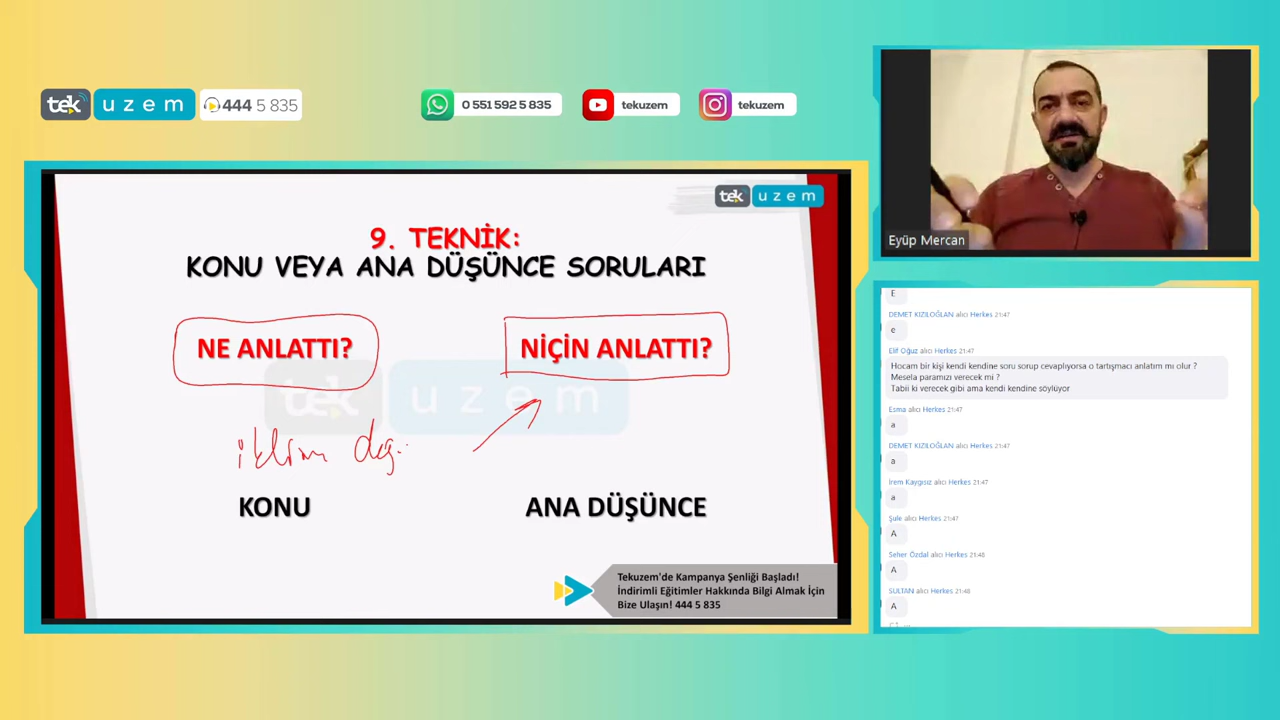 tek uzem 444 5 835
0 551 592 5 835
tekuzem
tekuzem
tek uzem
9. TEKNİK:
KONU VEYA ANA DÜŞÜNCE SORULARI
NE ANLATTI?
NİÇİN ANLATTI?
tek uzem
iklim değ..
KONU
ANA DÜŞÜNCE
Tekuzem'de Kampanya Şenliği Başladı!
İndirimli Eğitimler Hakkında Bilgi Almak İçin
Bize Ulaşın! 444 5 835
Eyüp Mercan
E
DEMET KIZILOĞLAN alıcı Herkes 21:47
e
Elif Oğuz alıcı Herkes 21:47
Hocam bir kişi kendi kendine soru sorup cevaplıyorsa o tartışmacı anlatım mı olur ?
Mesela paramızı verecek mi ?
Tabii ki verecek gibi ama kendi kendine söylüyor
Esma alıcı Herkes 21:47
a
DEMET KIZILOĞLAN alıcı Herkes 21:47
a
İrem Kaygısız alıcı Herkes 21:47
a
Şule alıcı Herkes 21:47
A
Seher Özdal alıcı Herkes 21:48
A
SULTAN alıcı Herkes 21:48
A